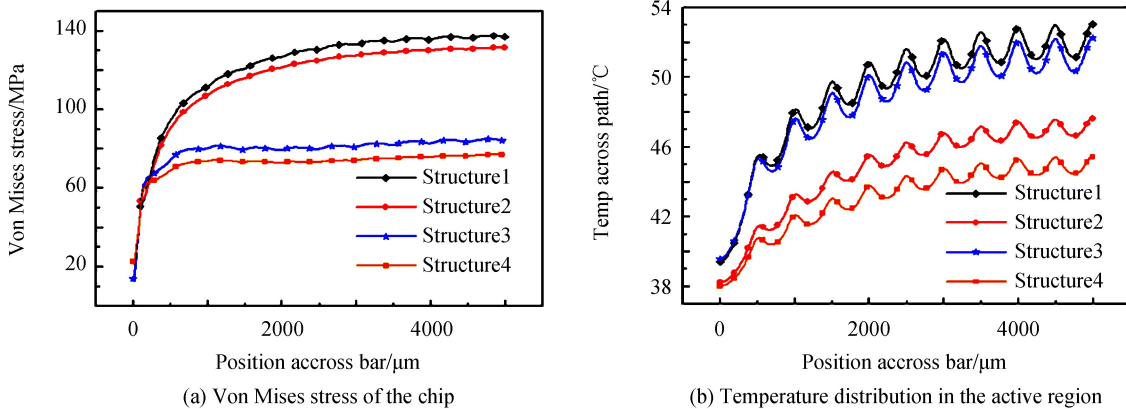 Von Mises stress/MPa
140
100
60
20
0
2000
4000
Position accross bar/μm
Structure1
Structure2
Structure3
Structure4
(a) Von Mises stress of the chip
Temp across path/℃
54
50
46
42
38
0
2000
4000
Position accross bar/μm
Structure1
Structure2
Structure3
Structure4
(b) Temperature distribution in the active region